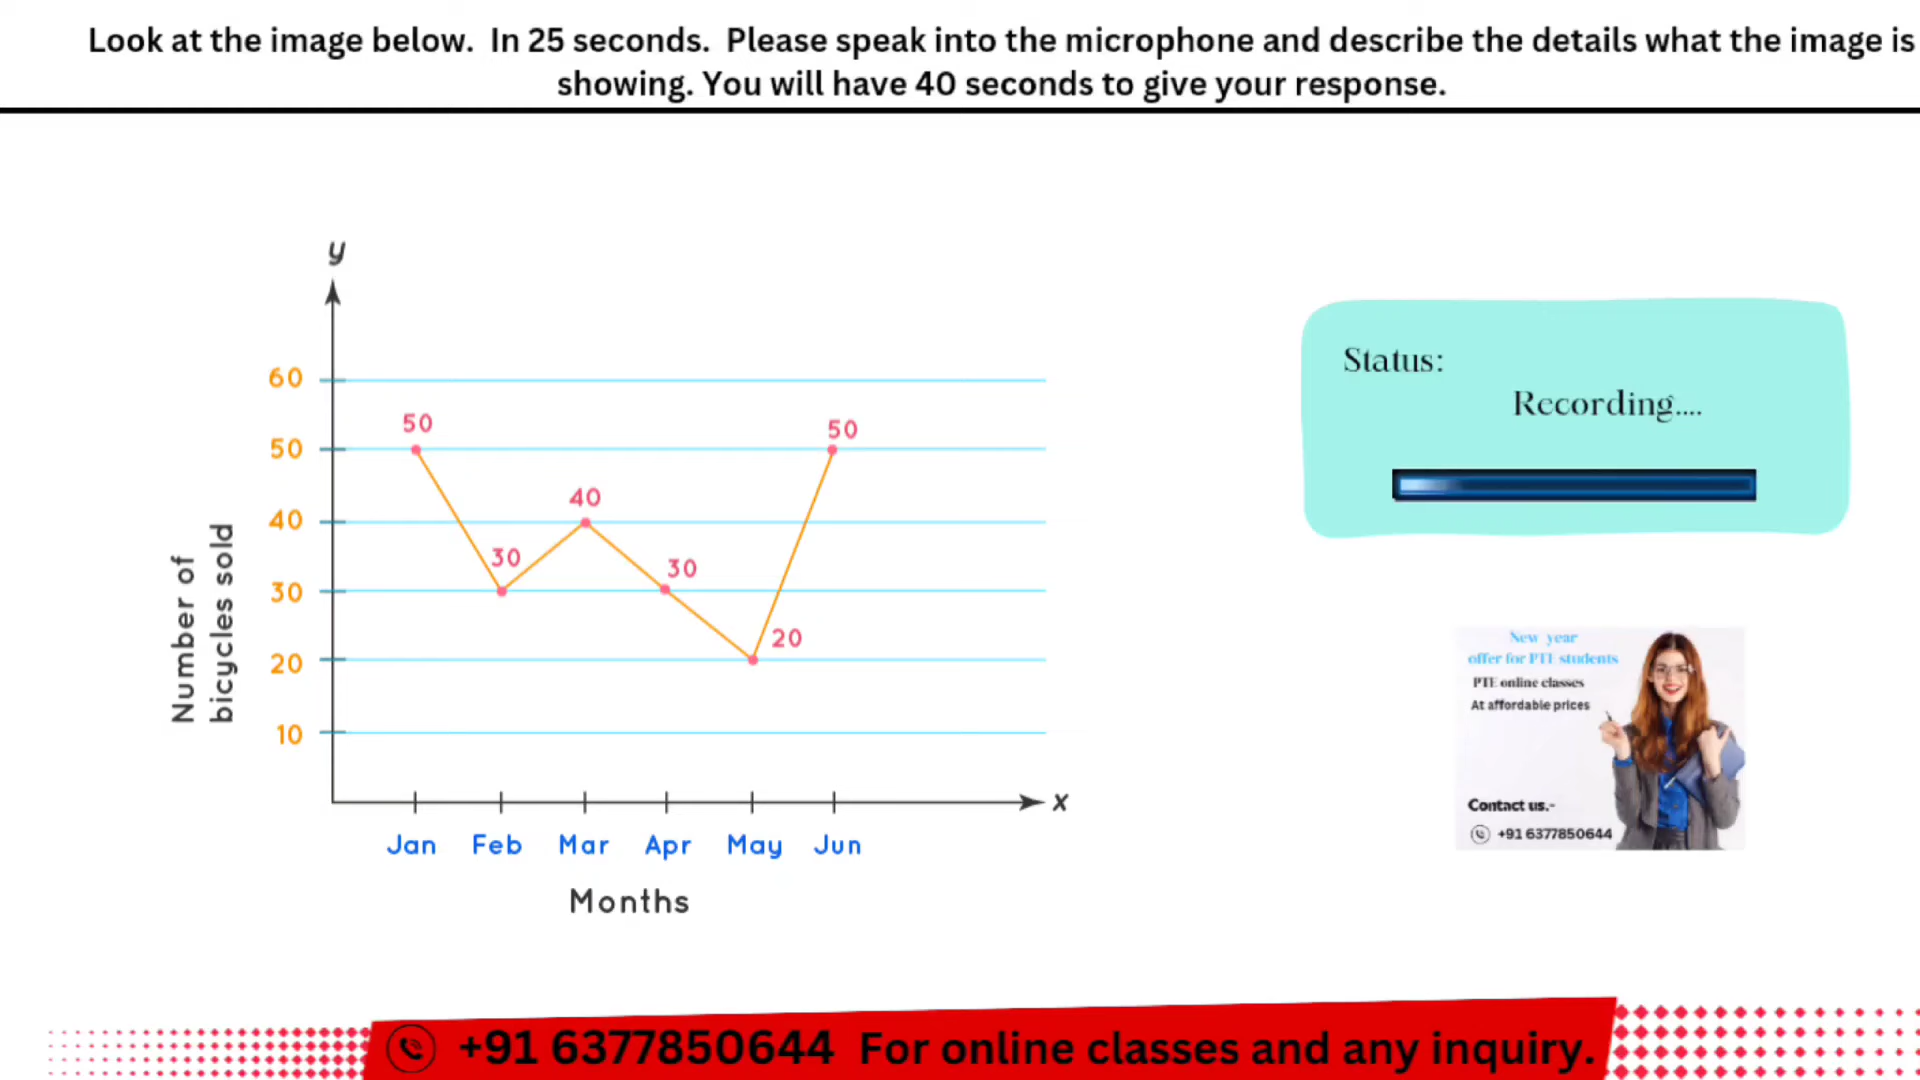 Look at the image below.  In 25 seconds.  Please speak into the microphone and describe the details what the image is
showing. You will have 40 seconds to give your response.
y
60
50
40
30
20
10
Number of
bicycles sold
50
30
40
30
20
50
x
Jan Feb Mar Apr May Jun
Months
Status:
Recording....
New year
offer for PTE students
PTE online classes
At affordable prices
Contact us.-
+91 6377850644
+91 6377850644 For online classes and any inquiry.